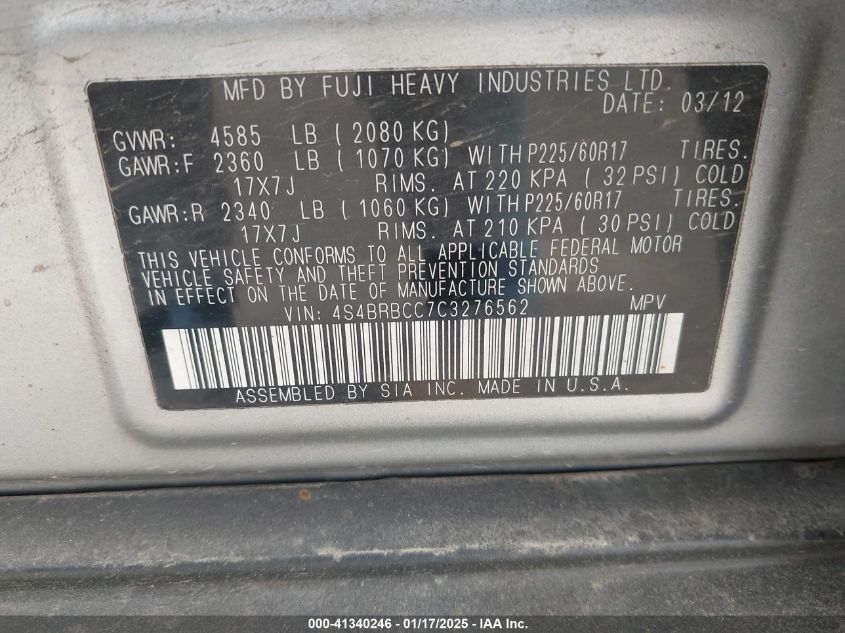 MFD BY FUJI HEAVY INDUSTRIES LTD.
DATE: 03/12
GVWR: 4585 LB ( 2080 KG)
GAWR:F 2360 LB ( 1070 KG) WITH P225/60R17 TIRES.
17X7J RIMS. AT 220 KPA ( 32 PSI) COLD
GAWR:R 2340 LB ( 1060 KG) WITH P225/60R17 TIRES.
17X7J RIMS. AT 210 KPA ( 30 PSI) COLD
THIS VEHICLE CONFORMS TO ALL APPLICABLE FEDERAL MOTOR
VEHICLE SAFETY AND THEFT PREVENTION STANDARDS
IN EFFECT ON THE DATE OF MANUFACTURE SHOWN ABOVE.
VIN: 4S4BRBCC7C3276562 MPV
ASSEMBLED BY SIA INC. MADE IN U.S.A.
000-41340246 - 01/17/2025 - IAA Inc.